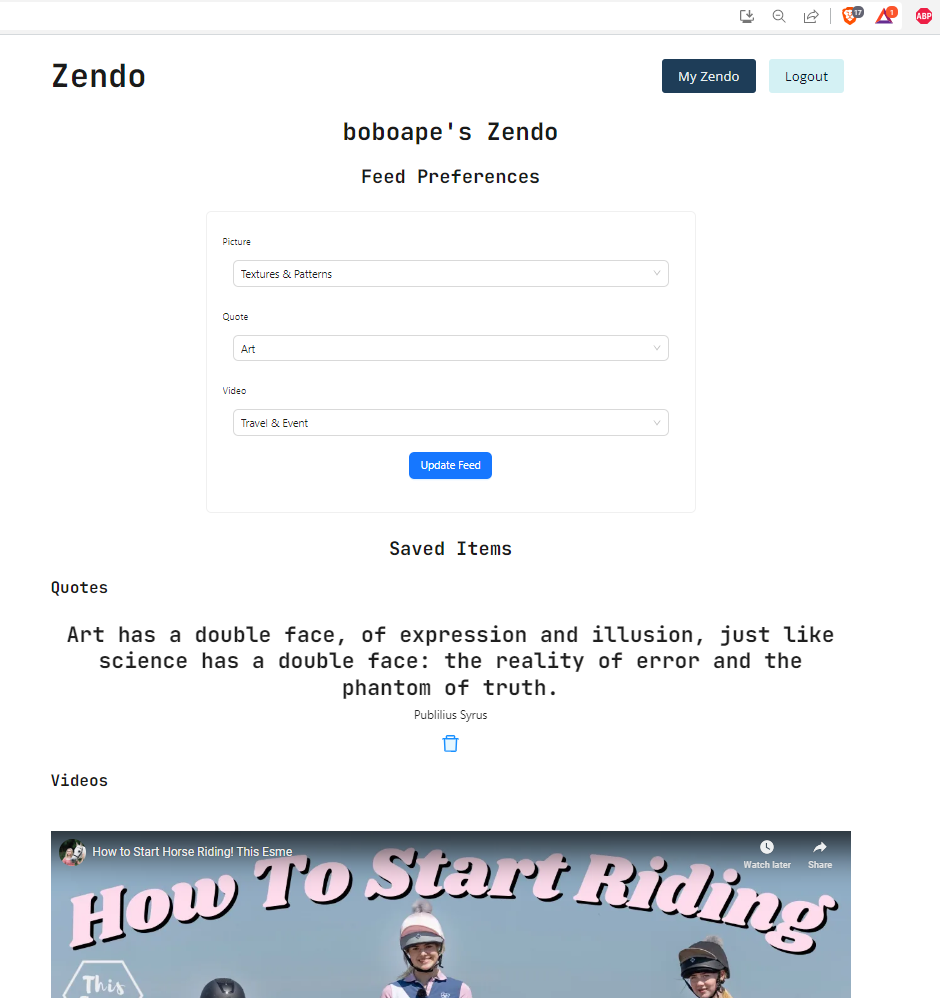 17
1
ABP
Zendo
My Zendo
Logout
boboape's Zendo
Feed Preferences
Picture
Textures & Patterns
Quote
Art
Video
Travel & Event
Update Feed
Saved Items
Quotes
Art has a double face, of expression and illusion, just like
science has a double face: the reality of error and the
phantom of truth.
Publilius Syrus
Videos
How to Start Horse Riding! This Esme
Watch later
Share
How To Start Riding
This